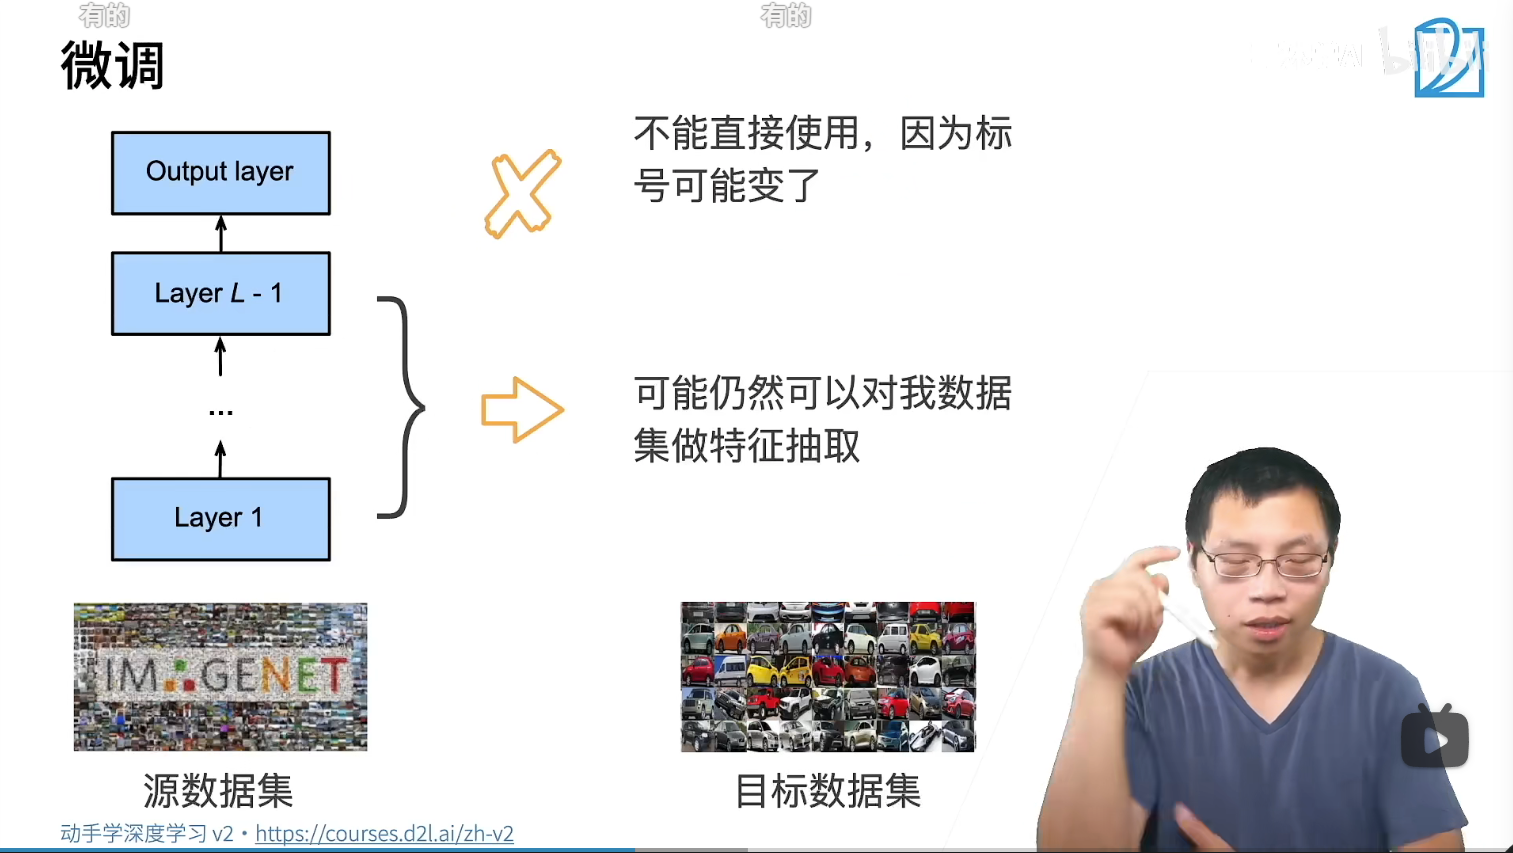 有的
有的
微调
bilibili
Output layer
不能直接使用，因为标
号可能变了
Layer L - 1
...
可能仍然可以对我数据
集做特征抽取
Layer 1
IMAGENET
源数据集
目标数据集
动手学深度学习 v2 • https://courses.d2l.ai/zh-v2